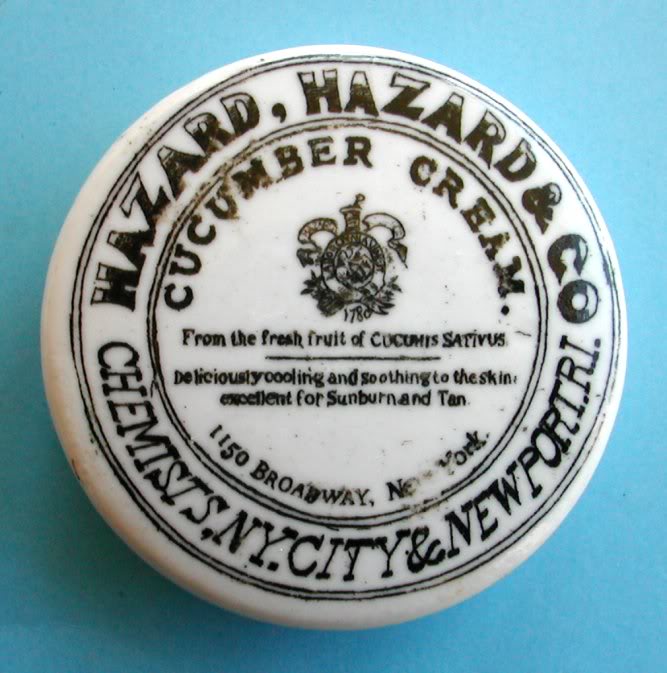 HAZARD, HAZARD & CO
CHEMISTS, N.Y. CITY & NEWPORT. R.I.
CUCUMBER CREAM.
1780
From the fresh fruit of CUCUMIS SATIVUS
Deliciously cooling and soothing to the skin:
excellent for Sunburn and Tan.
1150 BROADWAY, New York.